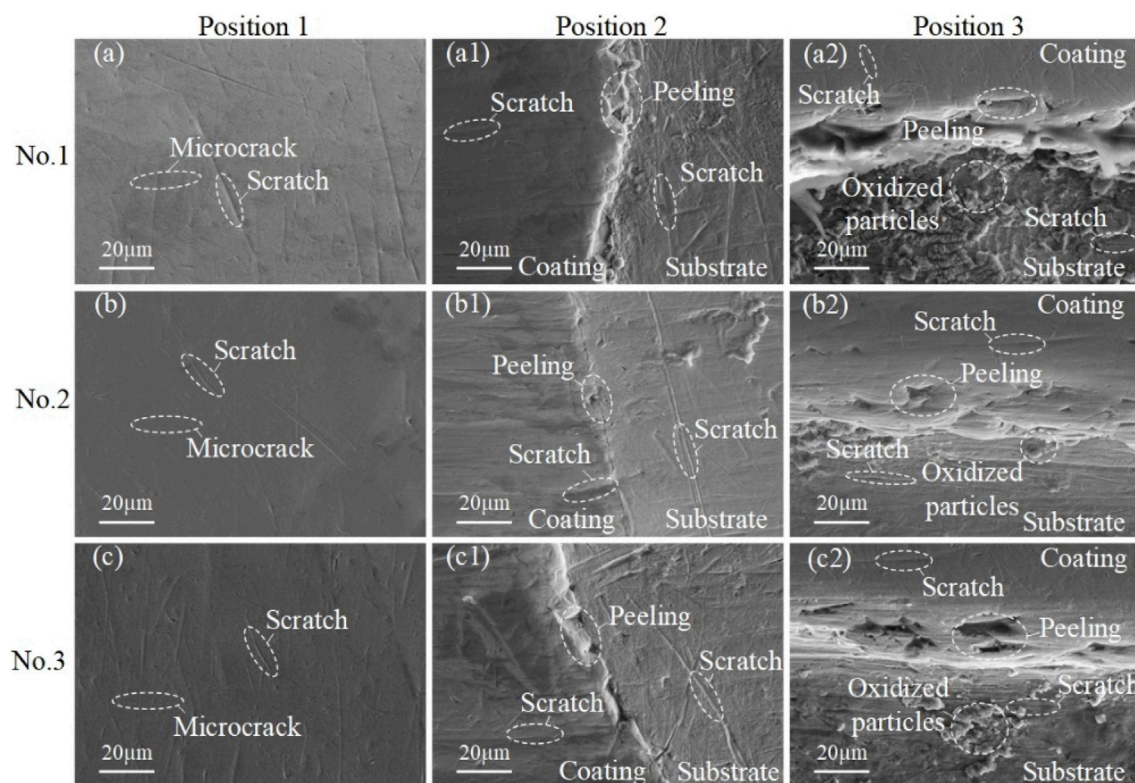 Position 1 Position 2 Position 3
No.1
(a)
Microcrack
Scratch
20μm
(a1)
Scratch
Peeling
Scratch
20μm
Coating
Substrate
(a2)
Coating
Scratch
Peeling
Oxidized
particles
Scratch
20μm
Substrate
No.2
(b)
Scratch
Microcrack
20μm
(b1)
Peeling
Scratch
Scratch
20μm
Coating
Substrate
(b2)
Coating
Scratch
Peeling
Scratch
Oxidized
particles
20μm
Substrate
No.3
(c)
Scratch
Microcrack
20μm
(c1)
Peeling
Scratch
Scratch
20μm
Coating
Substrate
(c2)
Coating
Scratch
Peeling
Oxidized
particles
Scratch
20μm
Substrate